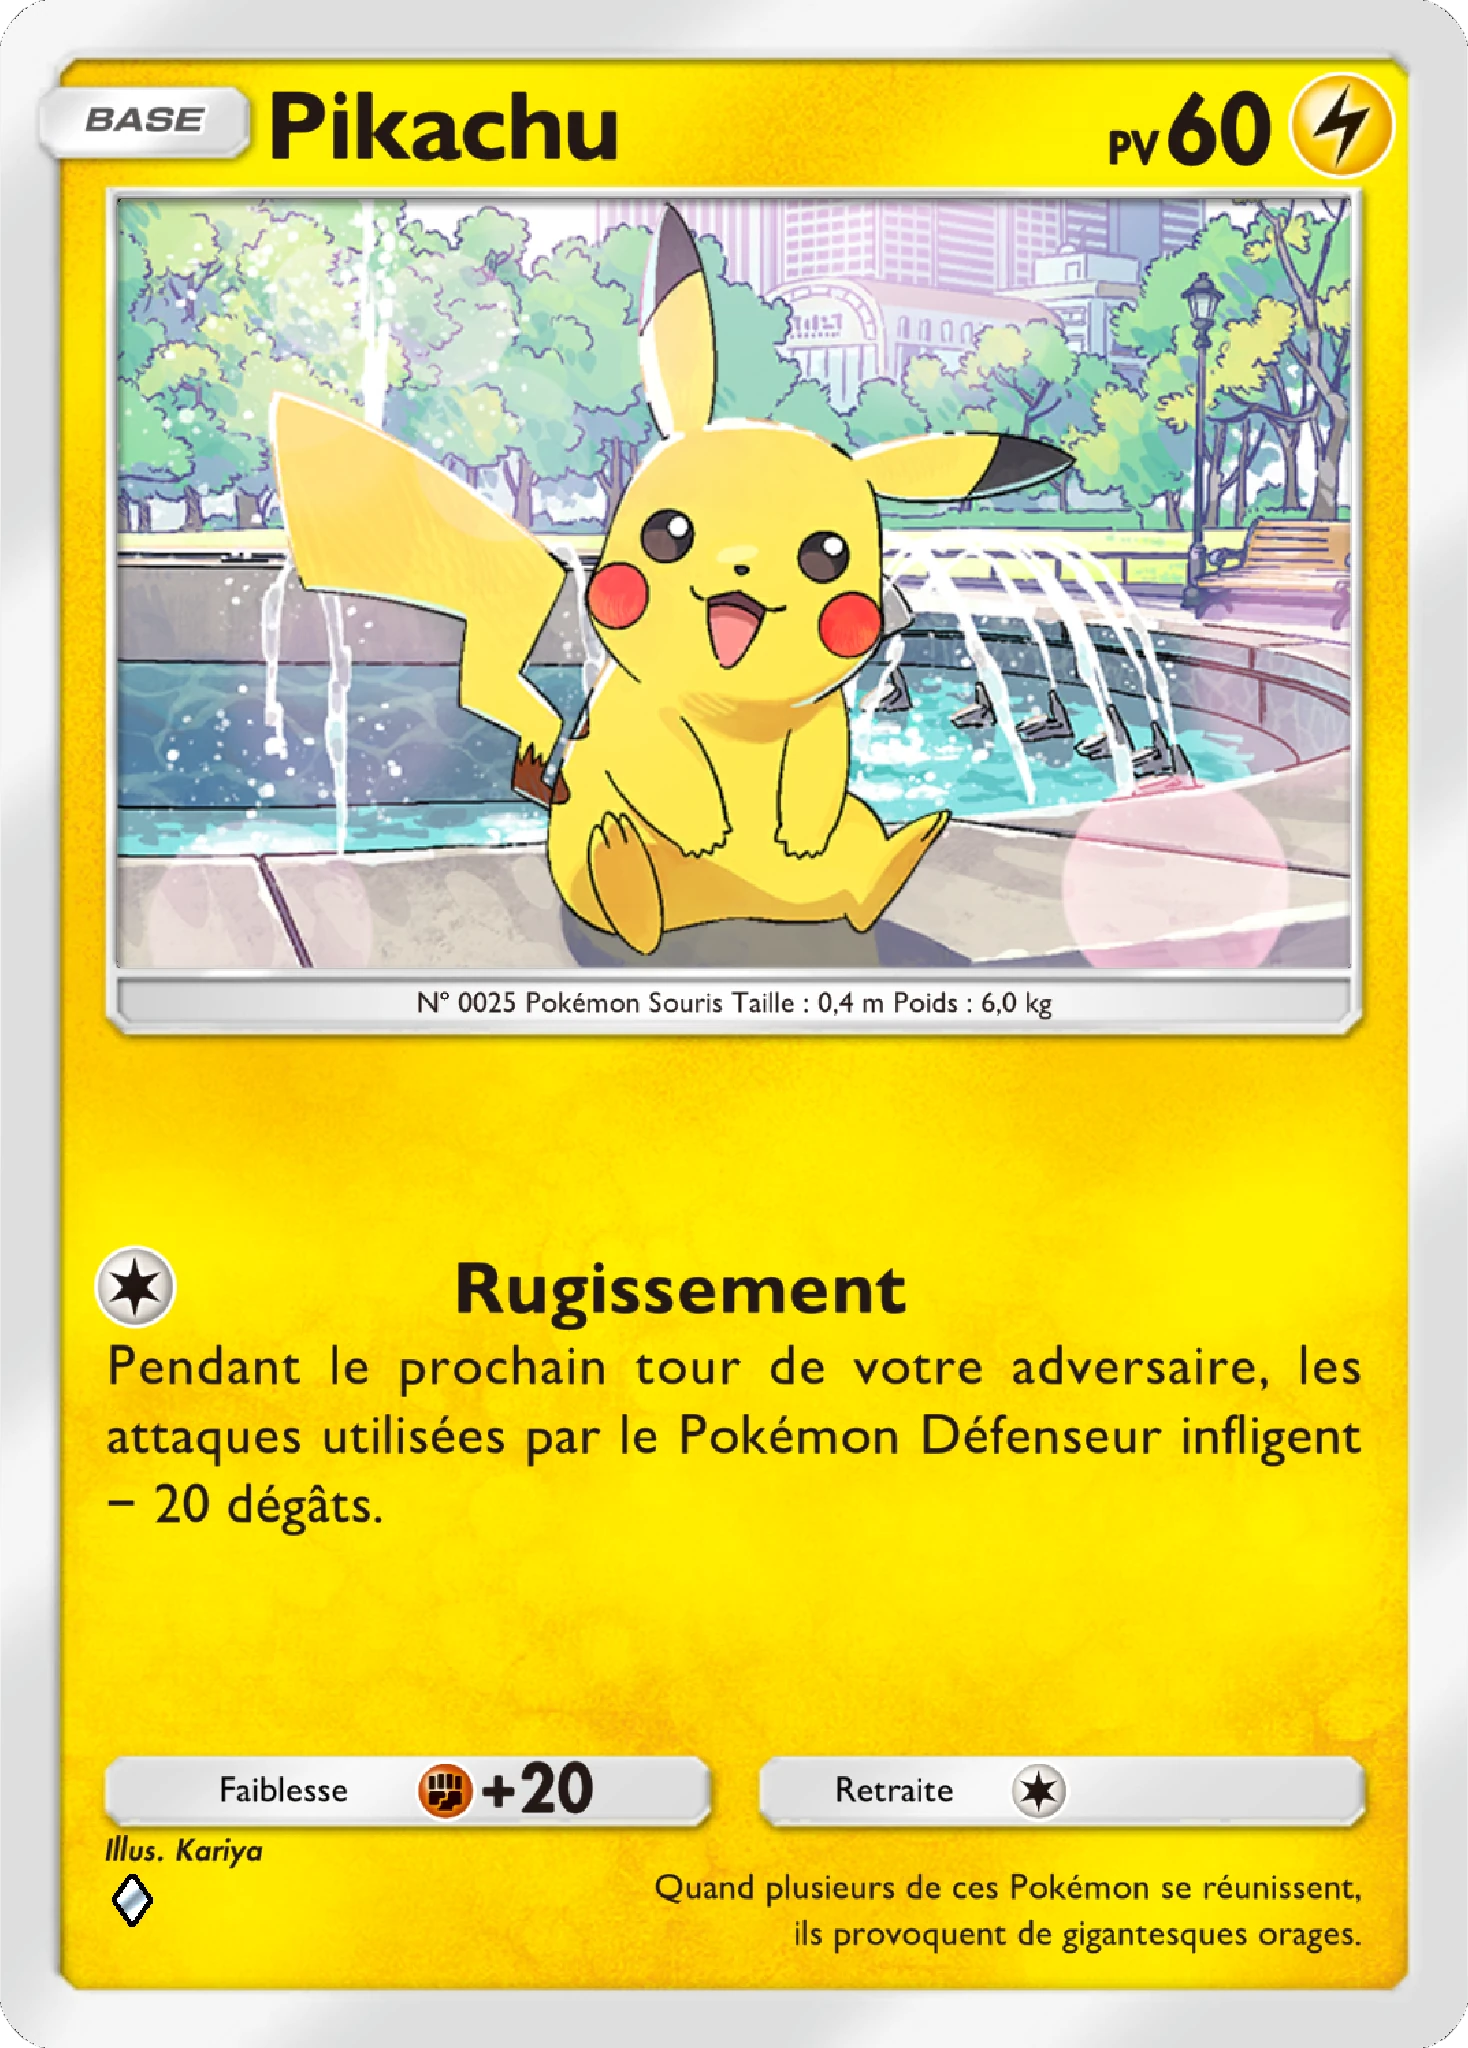 BASE Pikachu PV 60
N° 0025 Pokémon Souris Taille : 0,4 m Poids : 6,0 kg
Rugissement
Pendant le prochain tour de votre adversaire, les
attaques utilisées par le Pokémon Défenseur infligent
− 20 dégâts.
Faiblesse +20 Retraite
Illus. Kariya
Quand plusieurs de ces Pokémon se réunissent,
ils provoquent de gigantesques orages.